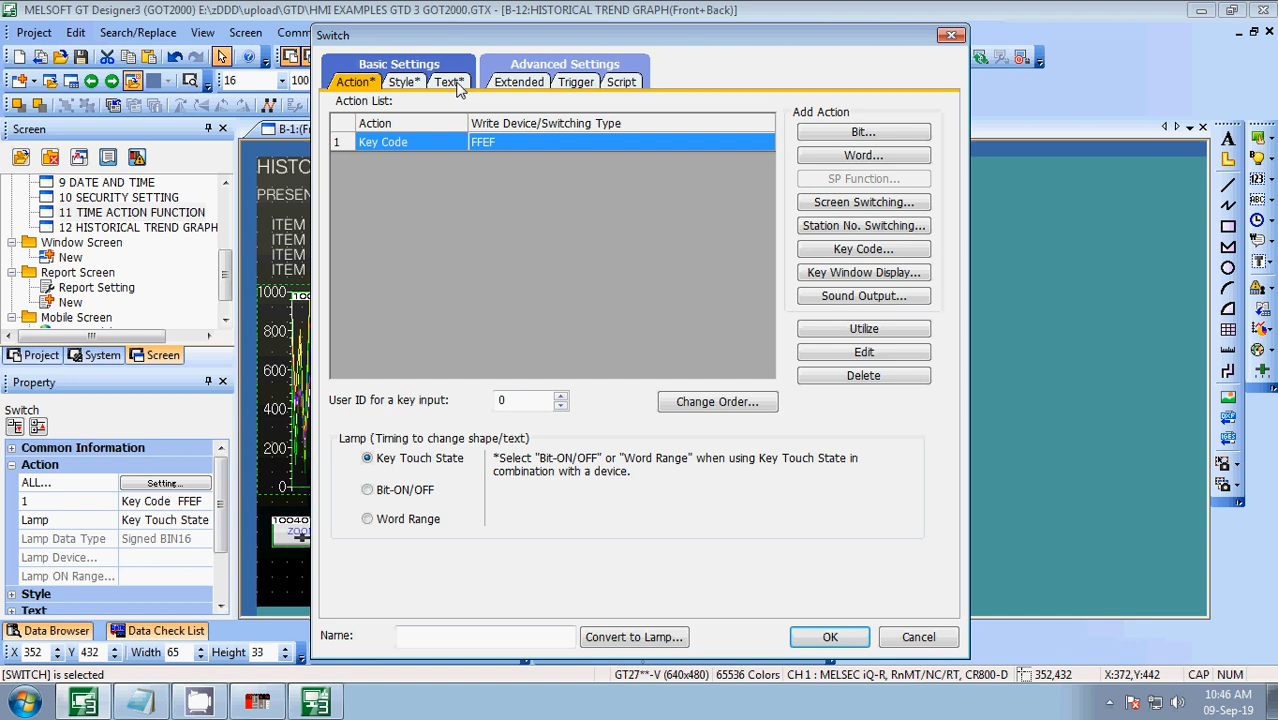 MELSOFT GT Designer3 (GOT2000) E:\zDDD\upload\GTD\HMI EXAMPLES GTD 3 GOT2000.GTX - [B-12:HISTORICAL TREND GRAPH(Front+Back)]
Project Edit Search/Replace View Screen
16 100
Screen
B-1:(F
9 DATE AND TIME
10 SECURITY SETTING
11 TIME ACTION FUNCTION
12 HISTORICAL TREND GRAPH
Window Screen
New
Report Screen
Report Setting
New
Mobile Screen
Project System Screen
Property
Switch
Common Information
Action
ALL... Setting...
1 Key Code FFEF
Lamp Key Touch State
Lamp Data Type Signed BIN16
Lamp Device...
Lamp ON Range...
Style
Text
Data Browser Data Check List
X 352 Y 432 Width 65 Height 33
[SWITCH] is selected
HISTO
PRESEN
ITEM
ITEM
ITEM
ITEM
1000
800
600
400
200
0
10040
ZOO
Switch
Basic Settings Advanced Settings
Action* Style* Text* Extended Trigger Script
Action List:
Action Write Device/Switching Type
1 Key Code FFEF
Add Action
Bit...
Word...
SP Function...
Screen Switching...
Station No. Switching...
Key Code...
Key Window Display...
Sound Output...
Utilize
Edit
Delete
User ID for a key input: 0 Change Order...
Lamp (Timing to change shape/text)
Key Touch State
*Select "Bit-ON/OFF" or "Word Range" when using Key Touch State in
combination with a device.
Bit-ON/OFF
Word Range
Name: Convert to Lamp... OK Cancel
GT27**-V (640x480) 65536 Colors CH 1 : MELSEC iQ-R, RnMT/NC/RT, CR800-D 352,432 X:372,Y:442 CAP NUM
10:46 AM
09-Sep-19